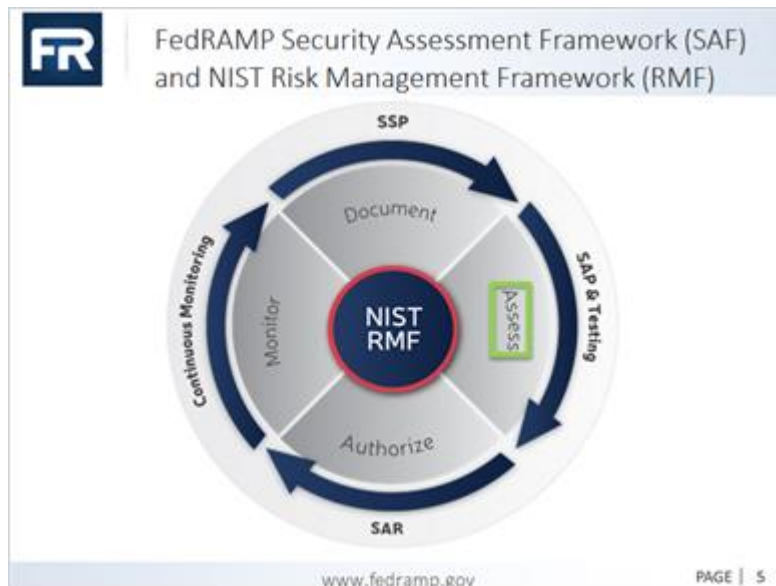 FR
FedRAMP Security Assessment Framework (SAF)
and NIST Risk Management Framework (RMF)
SSP
Document
SAP & Testing
Assess
NIST
RMF
Continuous Monitoring
Monitor
Authorize
SAR
www.fedramp.gov
PAGE | 5